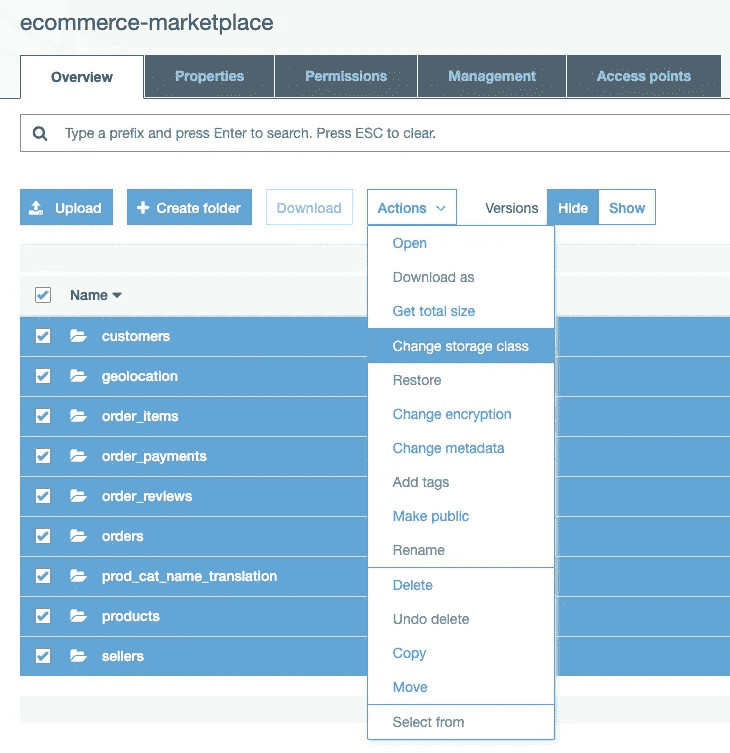 ecommerce-marketplace
Overview Properties Permissions Management Access points
Type a prefix and press Enter to search. Press ESC to clear.
Upload Create folder Download Actions Versions Hide Show
Open
Download as
Get total size
Change storage class
Restore
Change encryption
Change metadata
Add tags
Make public
Rename
Delete
Undo delete
Copy
Move
Select from
Name
customers
geolocation
order_items
order_payments
order_reviews
orders
prod_cat_name_translation
products
sellers